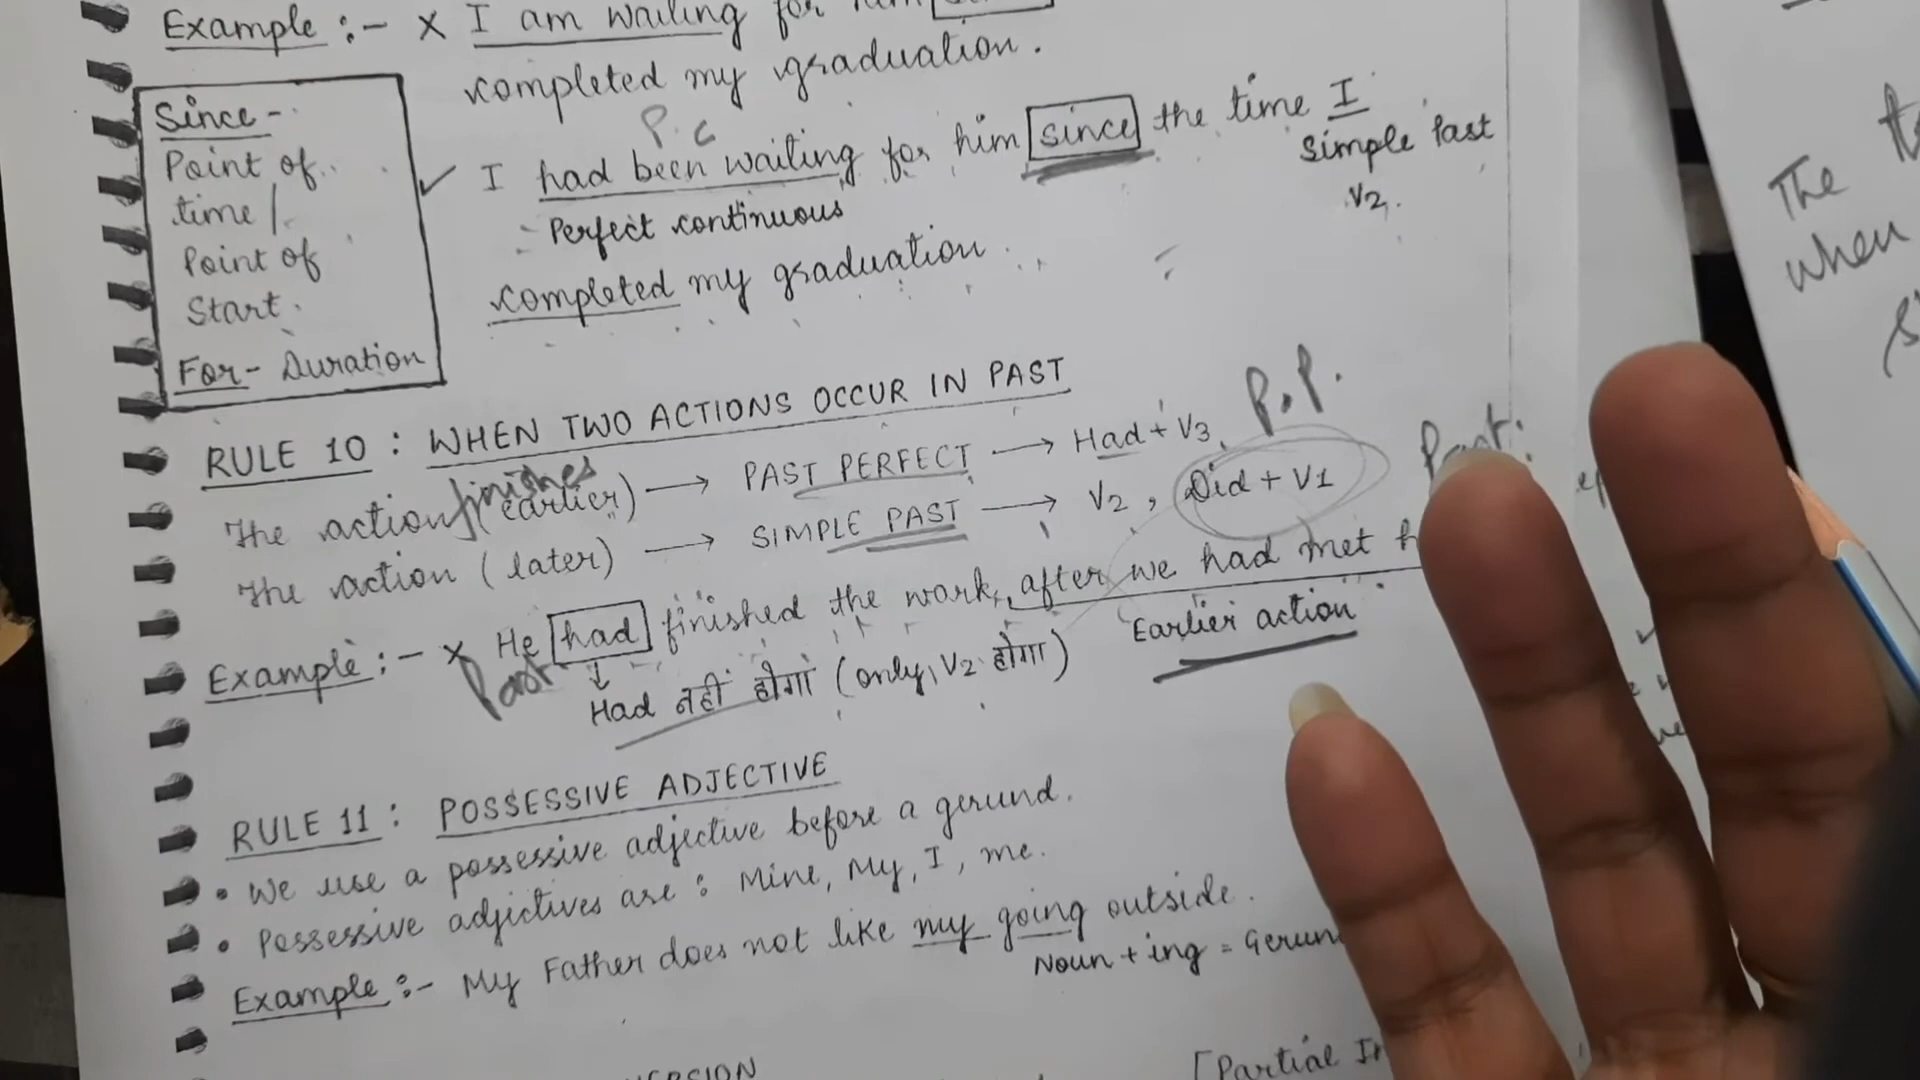 Example :- × I am waiting for him
completed my graduation.
Since -
Point of
time /
Point of
Start.
For - Duration
P. C
✓ I had been waiting for him since the time I
Perfect continuous
Simple Past
V2.
completed my graduation
RULE 10 : WHEN TWO ACTIONS OCCUR IN PAST
finishes
The action (earlier) → PAST PERFECT → Had + V3, P.P.
The action (later) → SIMPLE PAST → V2, Did + V1 Past.
Example :- × He had finished the work, after we had met
Past ↓ Had नहीं होगा (only, V2 होगा) Earlier action
RULE 11 : POSSESSIVE ADJECTIVE
• We use a possessive adjective before a gerund.
• Possessive adjictives are : Mine, My, I, me.
Example :- My Father does not like my going outside.
Noun + ing = Gerun
ERSION
[Partial In
The
when